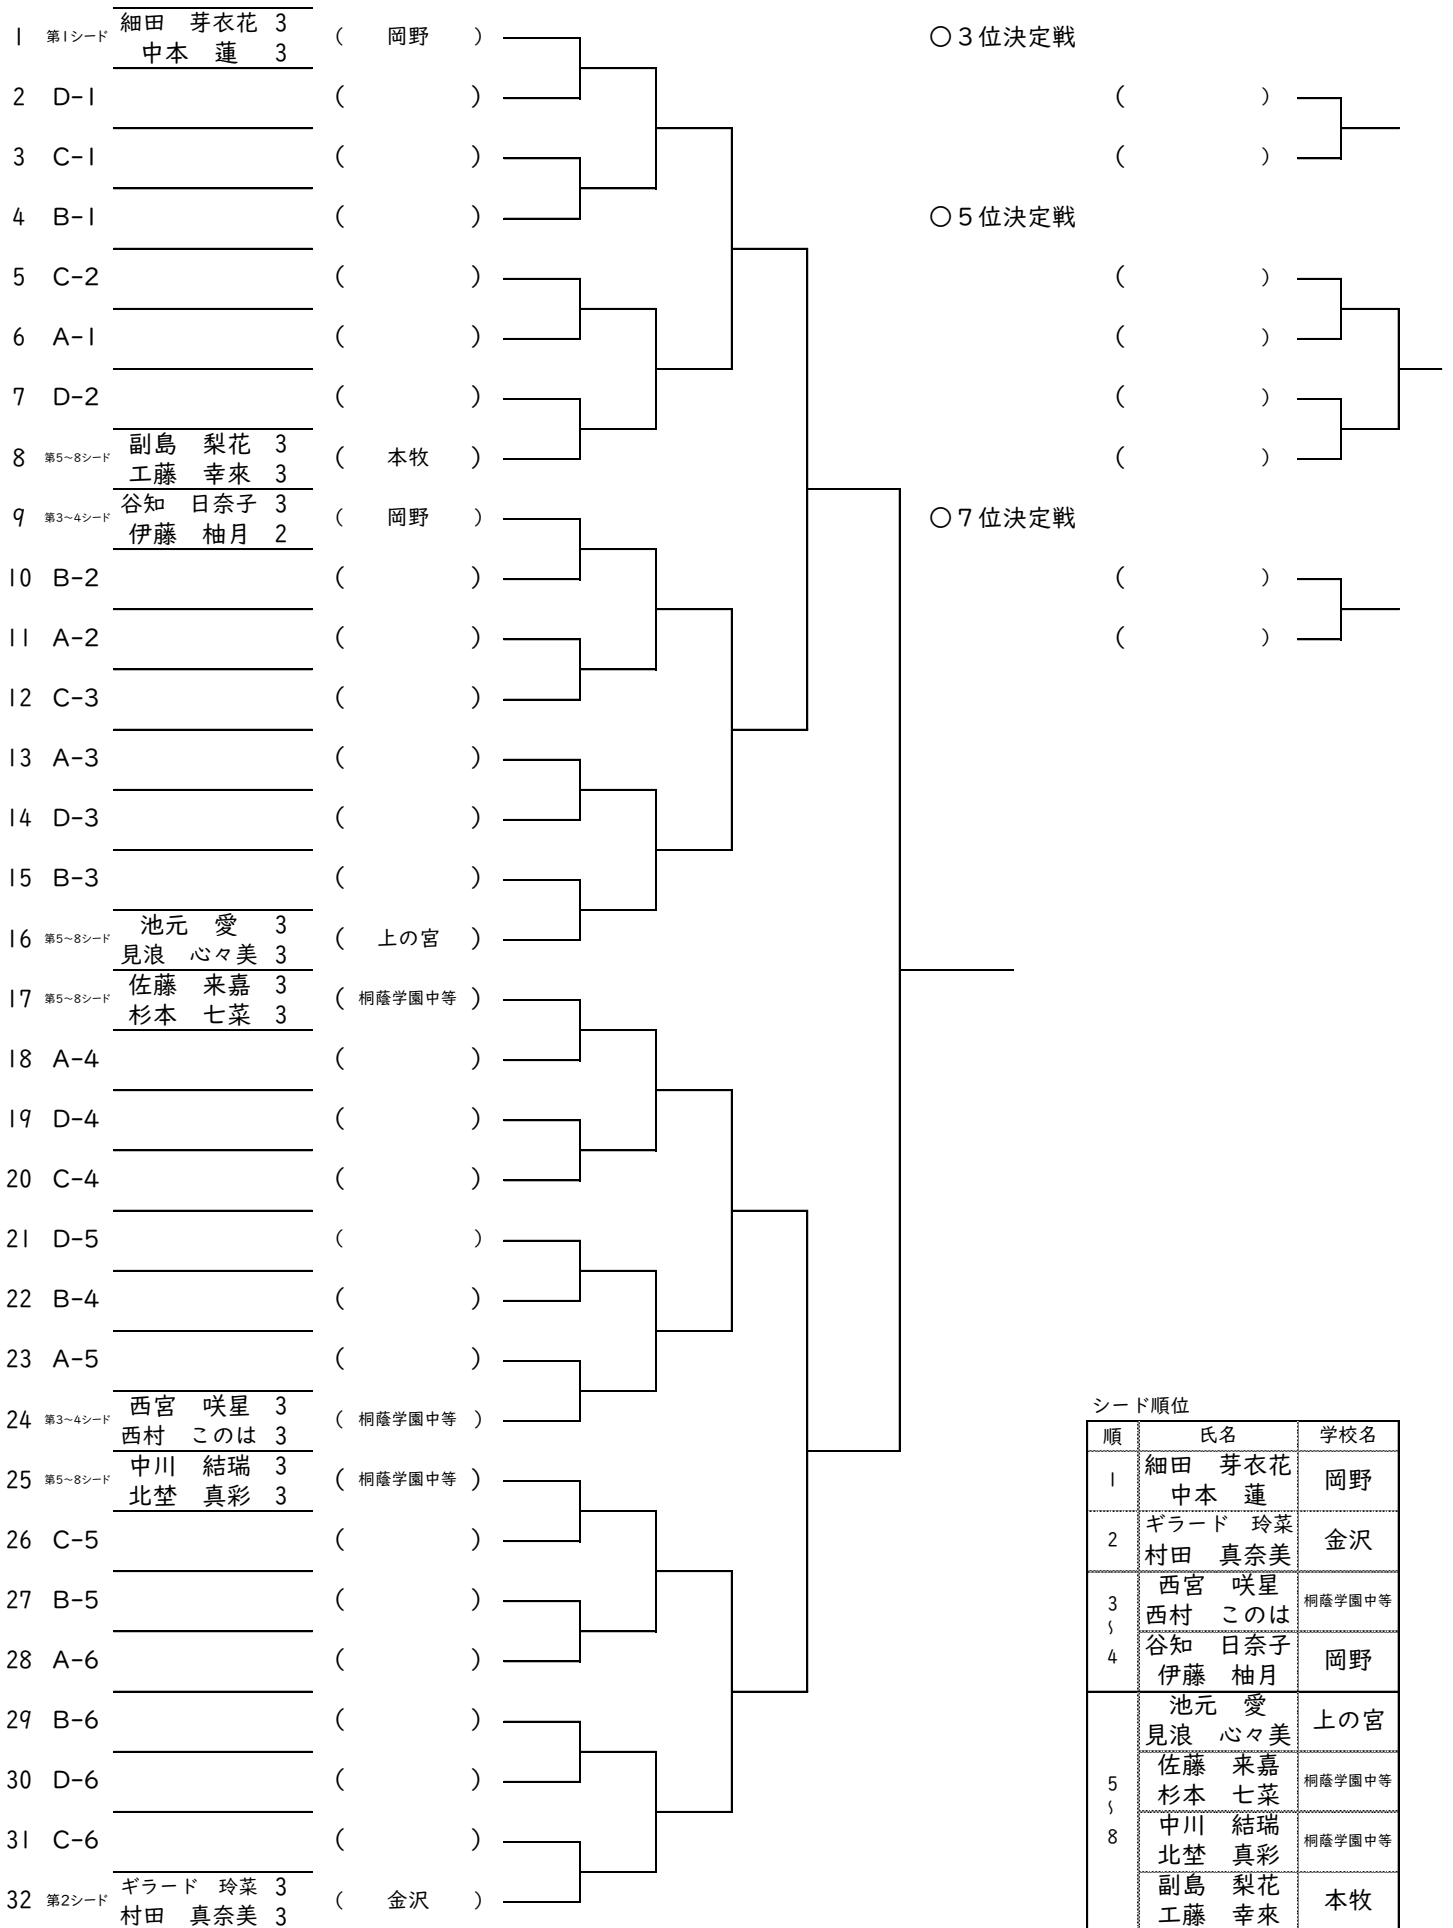 1 第1シード 細田　芽衣花 3 ( 岡野 )
中本　蓮 3
2 D-1 ( )
3 C-1 ( )
4 B-1 ( )
5 C-2 ( )
6 A-1 ( )
7 D-2 ( )
8 第5~8シード 副島　梨花 3 ( 本牧 )
工藤　幸來 3
9 第3~4シード 谷知　日奈子 3 ( 岡野 )
伊藤　柚月 2
10 B-2 ( )
11 A-2 ( )
12 C-3 ( )
13 A-3 ( )
14 D-3 ( )
15 B-3 ( )
16 第5~8シード 池元　愛 3 ( 上の宮 )
見浪　心々美 3
17 第5~8シード 佐藤　来嘉 3 ( 桐蔭学園中等 )
杉本　七菜 3
18 A-4 ( )
19 D-4 ( )
20 C-4 ( )
21 D-5 ( )
22 B-4 ( )
23 A-5 ( )
24 第3~4シード 西宮　咲星 3 ( 桐蔭学園中等 )
西村　このは 3
25 第5~8シード 中川　結瑞 3 ( 桐蔭学園中等 )
北埜　真彩 3
26 C-5 ( )
27 B-5 ( )
28 A-6 ( )
29 B-6 ( )
30 D-6 ( )
31 C-6 ( )
32 第2シード ギラード　玲菜 3 ( 金沢 )
村田　真奈美 3
○3位決定戦
( )
( )
○5位決定戦
( )
( )
( )
( )
○7位決定戦
( )
( )
シード順位
順 氏名 学校名
1 細田　芽衣花 岡野
中本　蓮
2 ギラード　玲菜 金沢
村田　真奈美
3~4 西宮　咲星 桐蔭学園中等
西村　このは
谷知　日奈子 岡野
伊藤　柚月
5~8 池元　愛 上の宮
見浪　心々美
佐藤　来嘉 桐蔭学園中等
杉本　七菜
中川　結瑞 桐蔭学園中等
北埜　真彩
副島　梨花 本牧
工藤　幸來